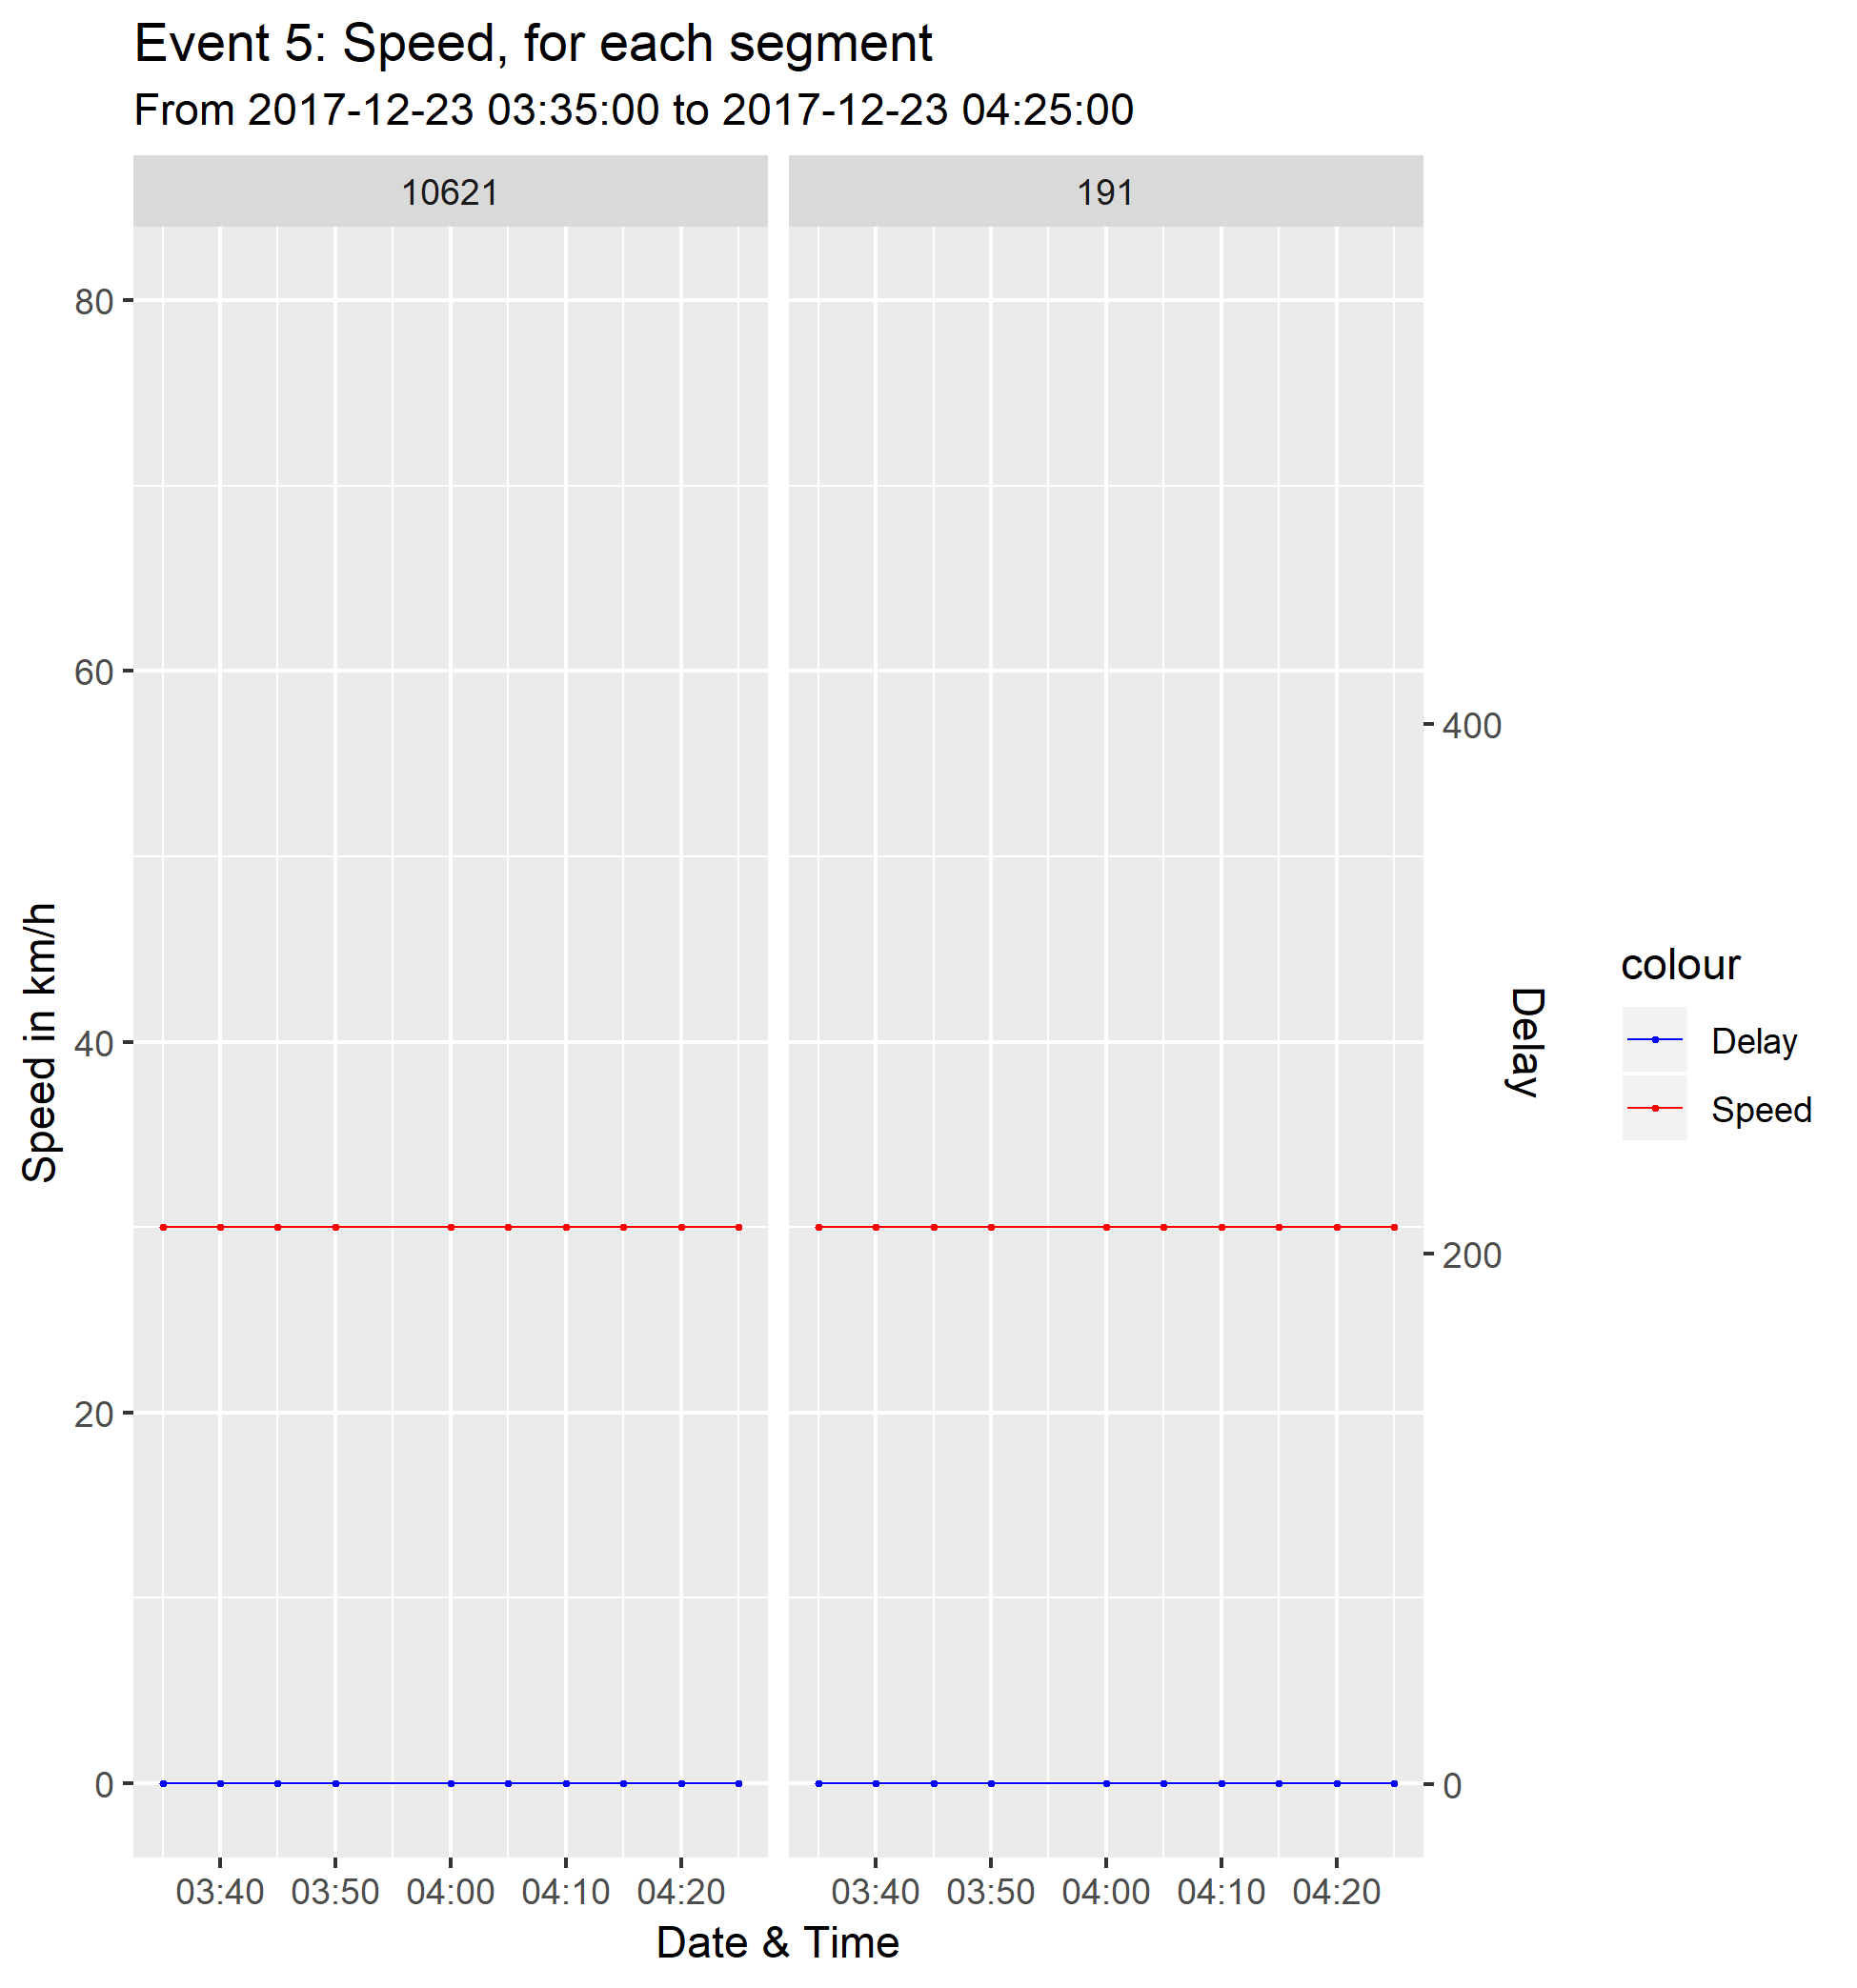 Event 5: Speed, for each segment
From 2017-12-23 03:35:00 to 2017-12-23 04:25:00
10621 191
80
60
40
20
0
Speed in km/h
400
200
0
Delay
03:40 03:50 04:00 04:10 04:20 03:40 03:50 04:00 04:10 04:20
Date & Time
colour
Delay
Speed